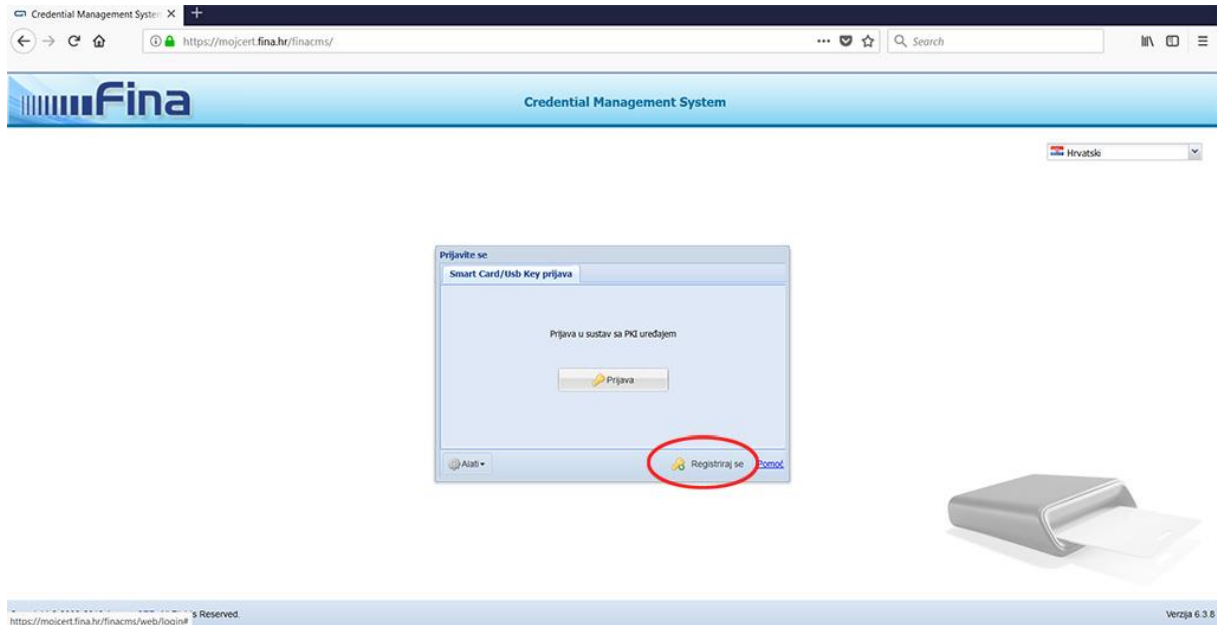 Credential Management System
https://mojcert.fina.hr/finacms/
Search
Fina
Credential Management System
Hrvatski
Prijavite se
Smart Card/Usb Key prijava
Prijava u sustav sa PKI uređajem
Prijava
Alati
Registriraj se
Pomoć
s Reserved.
Verzija 6.3.8
https://mojcert.fina.hr/finacms/web/login#